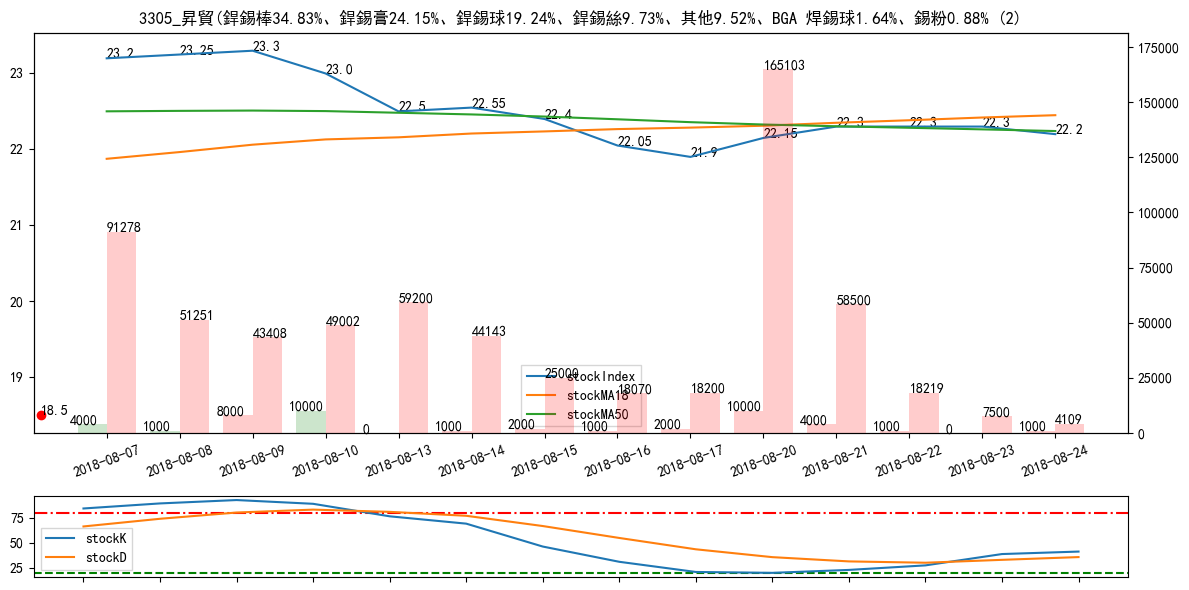 3305_昇貿(銲錫棒34.83%、銲錫膏24.15%、銲錫球19.24%、銲錫絲9.73%、其他9.52%、BGA 焊錫球1.64%、錫粉0.88% (2)
23.2 23.25 23.3 23.0 22.5 22.55 22.4 22.05 21.9 22.15 22.3 22.3 22.3 22.2
23
22
21
20
19
175000
150000
125000
100000
75000
50000
25000
0
91278 51251 43408 49002 59200 44143 25000 18070 18200 165103 58500 18219 7500 4109
18.5
4000 1000 8000 10000 0 1000 2000 1000 2000 10000 4000 1000 0 1000
stockIndex
stockMA18
stockMA50
2018-08-07 2018-08-08 2018-08-09 2018-08-10 2018-08-13 2018-08-14 2018-08-15 2018-08-16 2018-08-17 2018-08-20 2018-08-21 2018-08-22 2018-08-23 2018-08-24
75
50
25
stockK
stockD